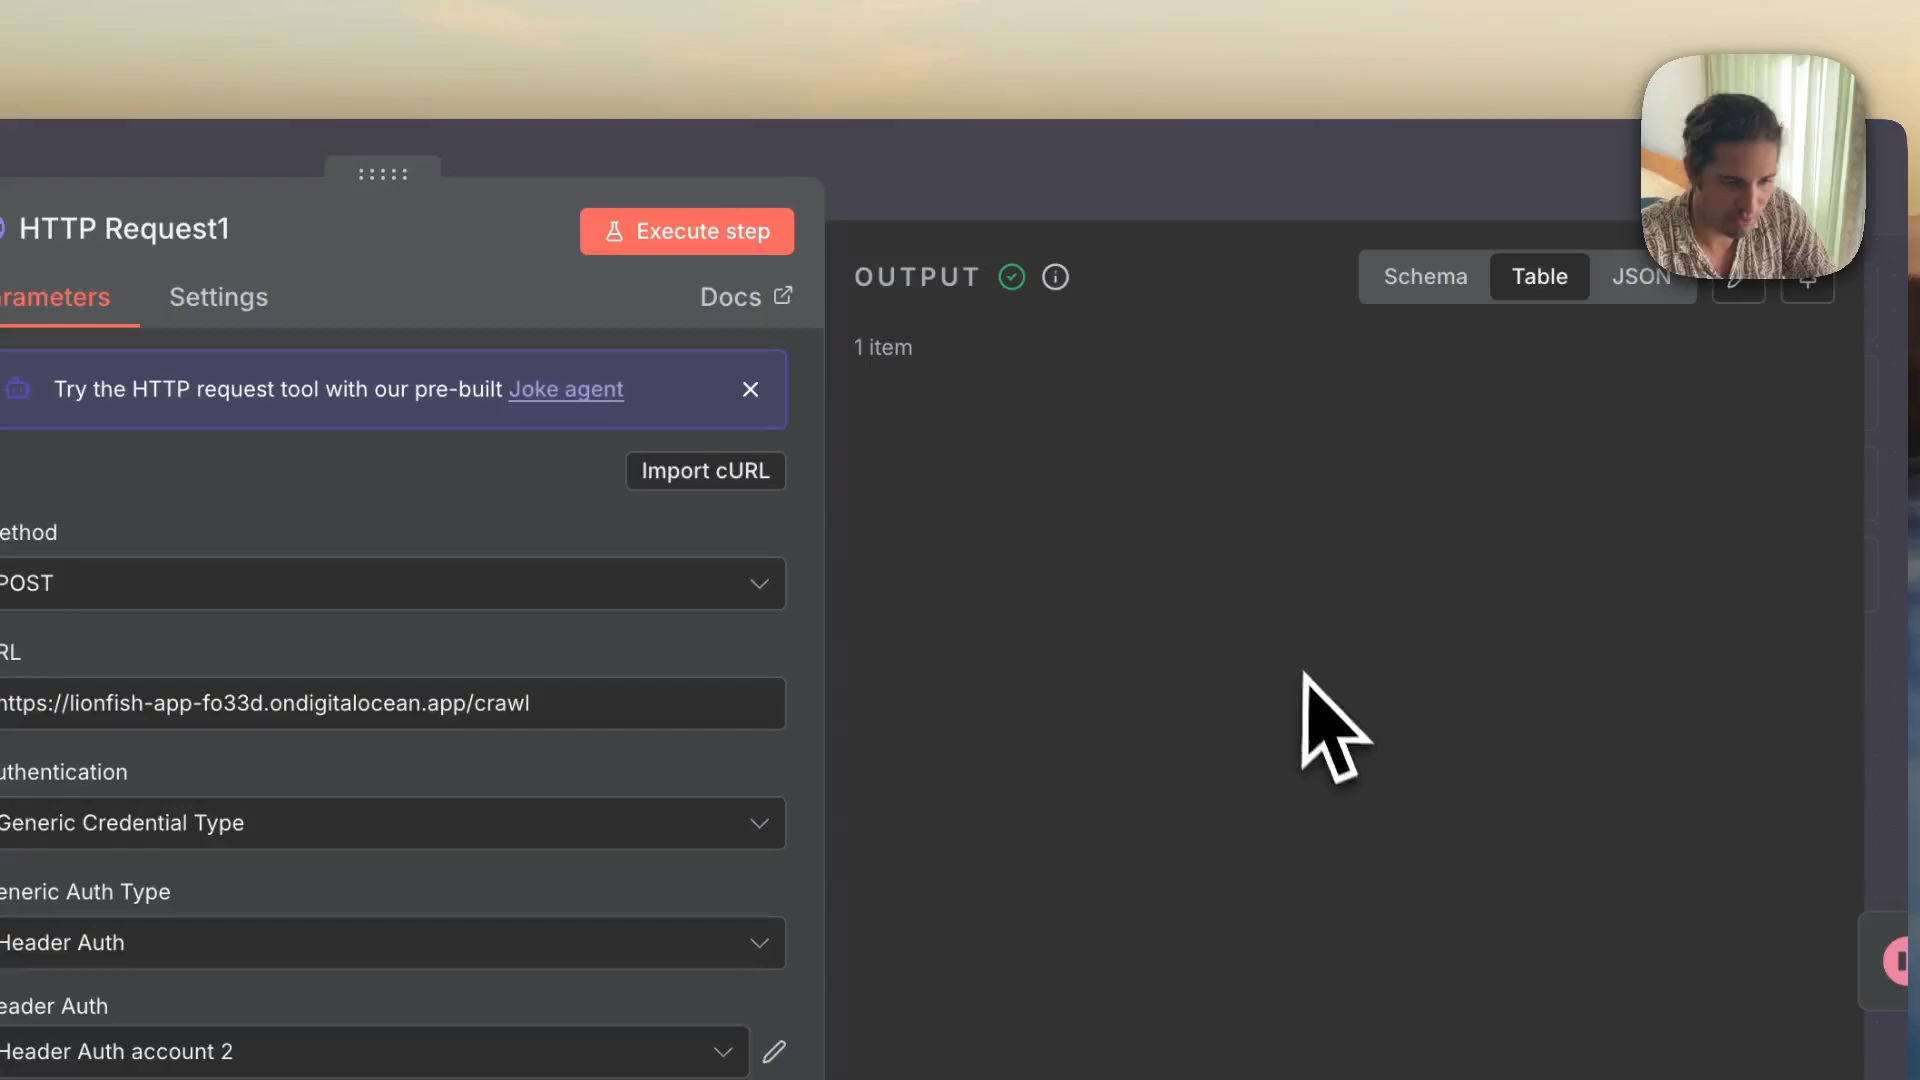 HTTP Request1
Execute step
rameters
Settings
Docs
Try the HTTP request tool with our pre-built Joke agent
Import cURL
ethod
POST
RL
https://lionfish-app-fo33d.ondigitalocean.app/crawl
uthentication
Generic Credential Type
eneric Auth Type
Header Auth
eader Auth
Header Auth account 2
OUTPUT
Schema
Table
JSON
1 item